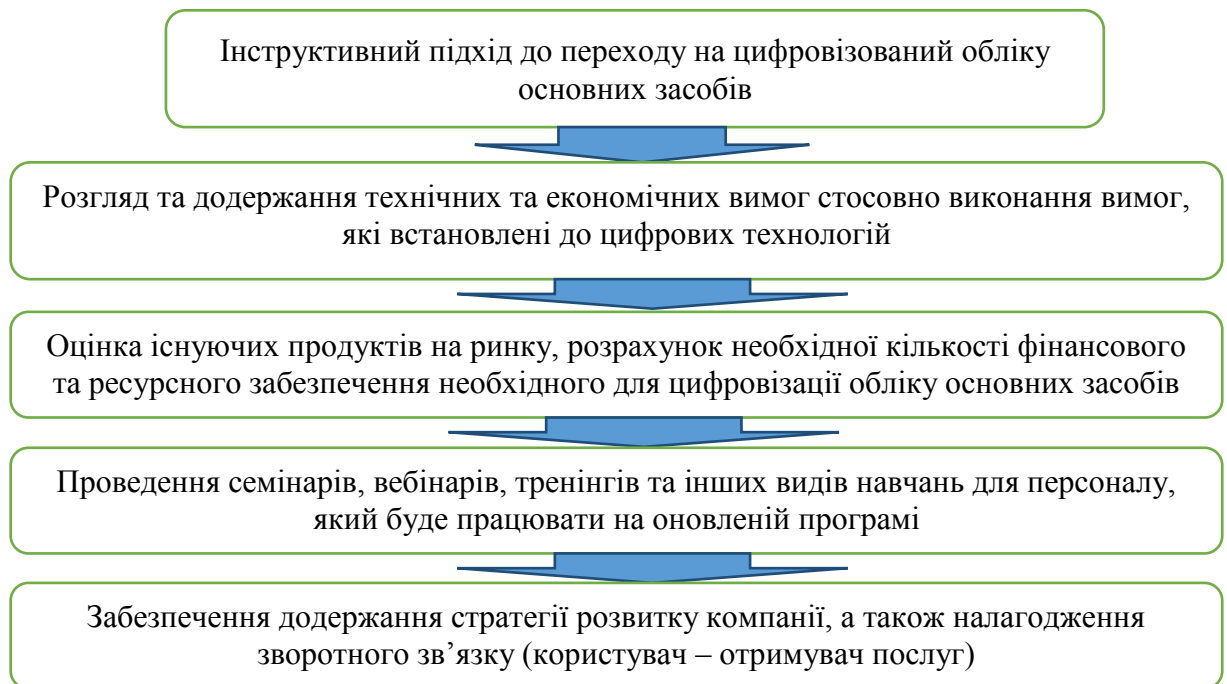 Інструктивний підхід до переходу на цифровізований обліку
основних засобів
Розгляд та додержання технічних та економічних вимог стосовно виконання вимог,
які встановлені до цифрових технологій
Оцінка існуючих продуктів на ринку, розрахунок необхідної кількості фінансового
та ресурсного забезпечення необхідного для цифровізації обліку основних засобів
Проведення семінарів, вебінарів, тренінгів та інших видів навчань для персоналу,
який буде працювати на оновленій програмі
Забезпечення додержання стратегії розвитку компанії, а також налагодження
зворотного зв’язку (користувач – отримувач послуг)